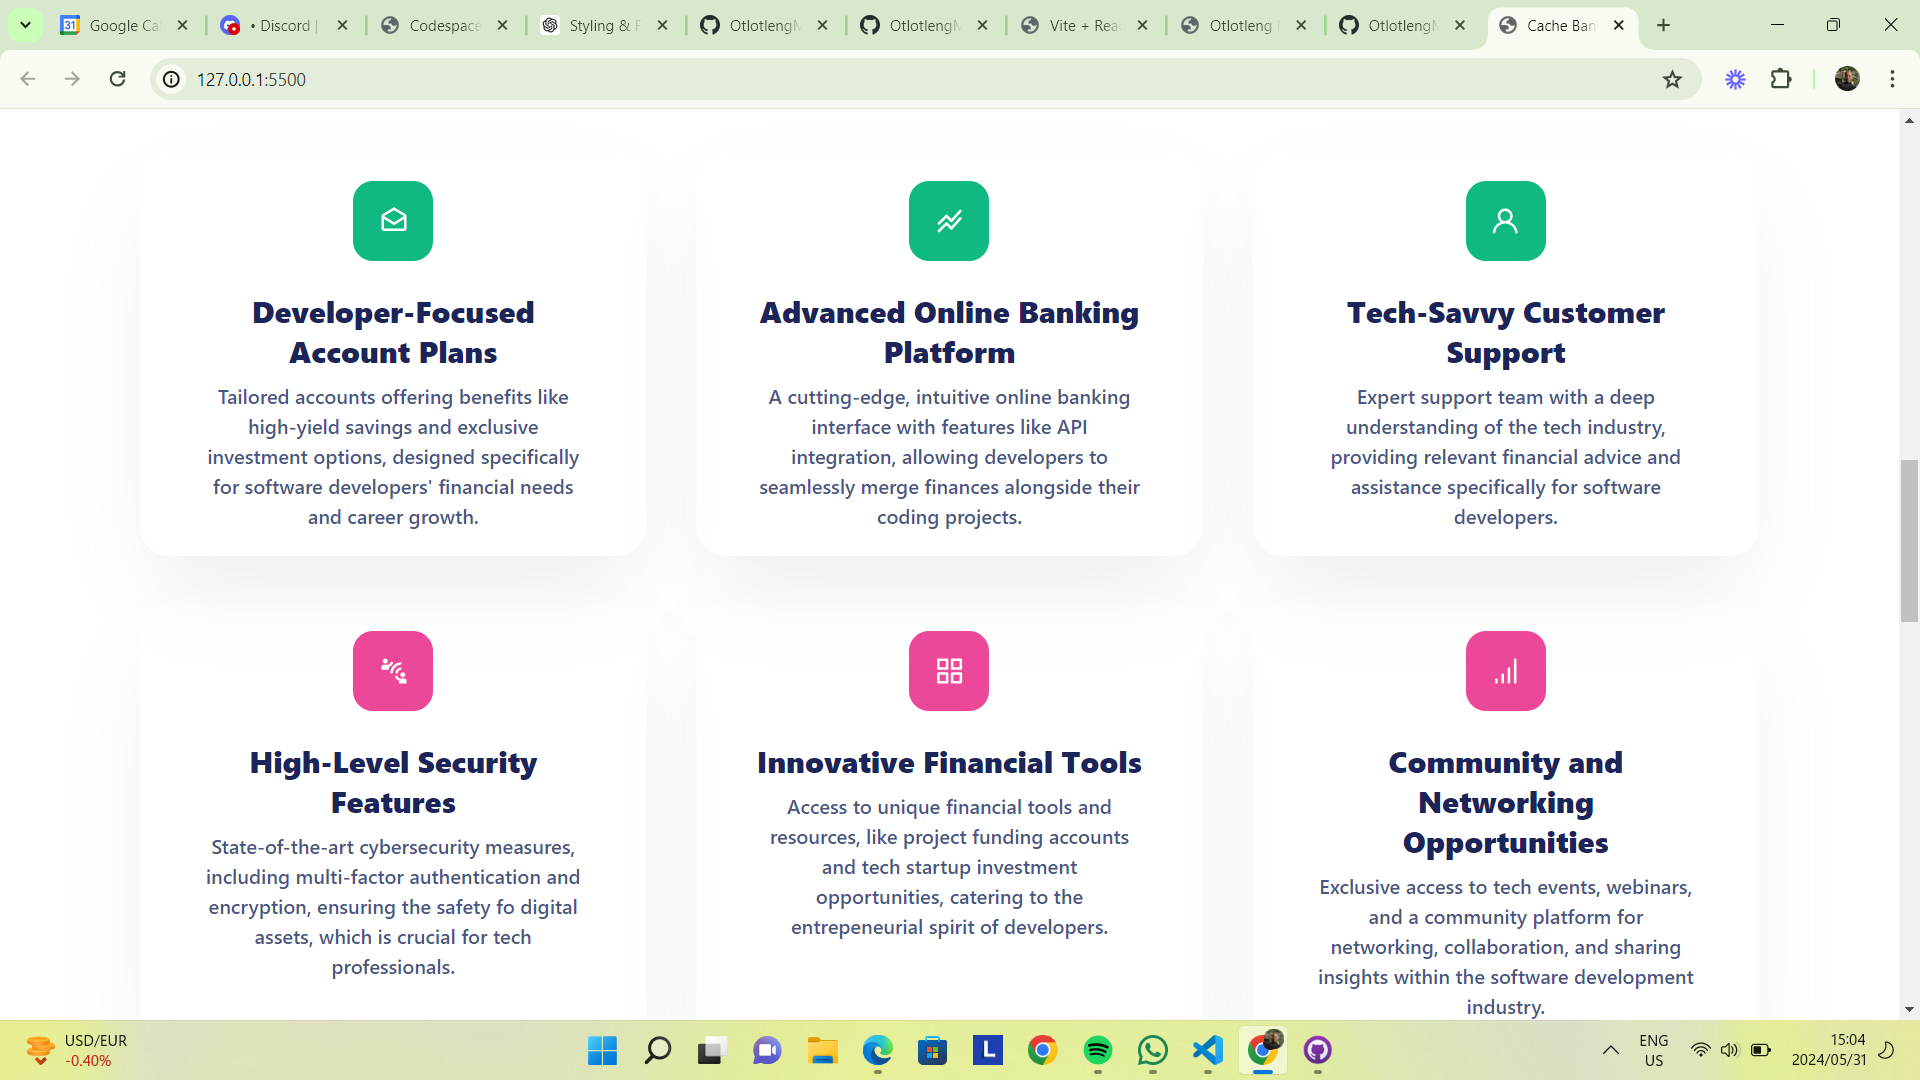 31 Google Ca
• Discord |
Codespace
Styling & F
OtlotlengM
OtlotlengM
Vite + Rea
Otlotleng
OtlotlengM
Cache Ban
127.0.0.1:5500
Developer-Focused
Account Plans
Tailored accounts offering benefits like
high-yield savings and exclusive
investment options, designed specifically
for software developers' financial needs
and career growth.
Advanced Online Banking
Platform
A cutting-edge, intuitive online banking
interface with features like API
integration, allowing developers to
seamlessly merge finances alongside their
coding projects.
Tech-Savvy Customer
Support
Expert support team with a deep
understanding of the tech industry,
providing relevant financial advice and
assistance specifically for software
developers.
High-Level Security
Features
State-of-the-art cybersecurity measures,
including multi-factor authentication and
encryption, ensuring the safety fo digital
assets, which is crucial for tech
professionals.
Innovative Financial Tools
Access to unique financial tools and
resources, like project funding accounts
and tech startup investment
opportunities, catering to the
entrepeneurial spirit of developers.
Community and
Networking
Opportunities
Exclusive access to tech events, webinars,
and a community platform for
networking, collaboration, and sharing
insights within the software development
industry.
USD/EUR
-0.40%
L
ENG
US
15:04
2024/05/31